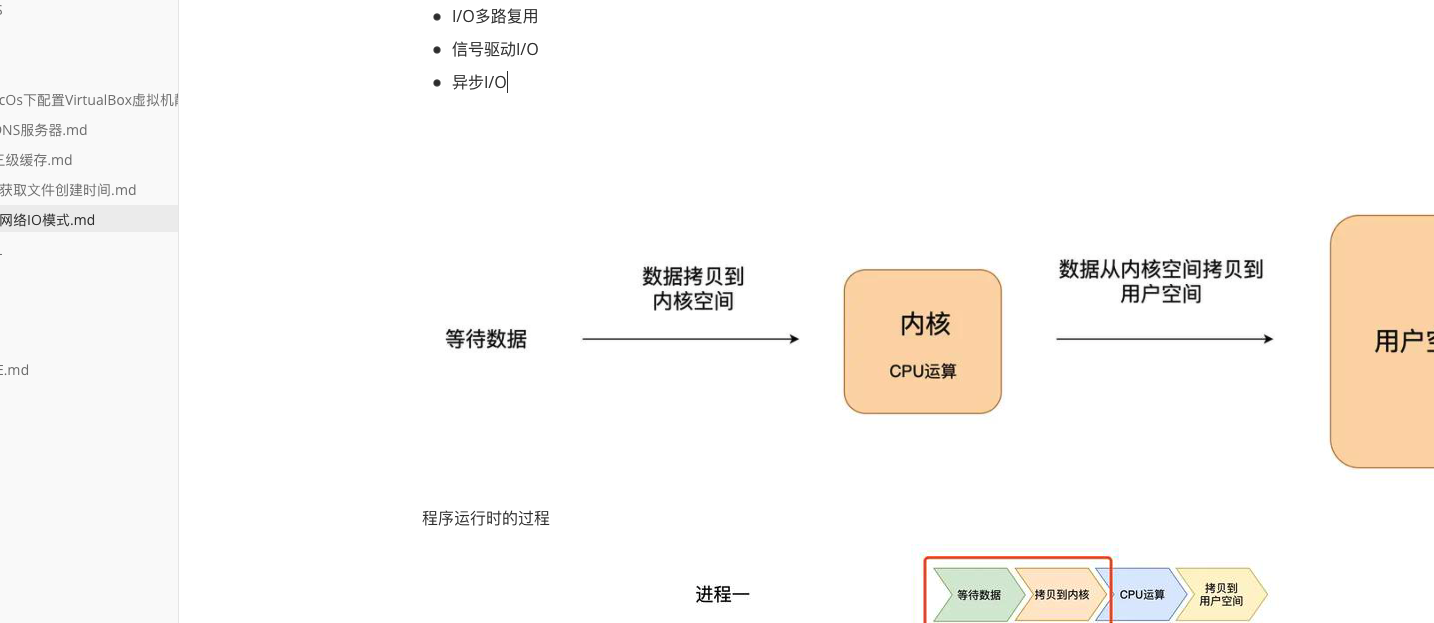 I/O多路复用
信号驱动I/O
异步I/O
cOs下配置VirtualBox虚拟机
DNS服务器.md
三级缓存.md
获取文件创建时间.md
网络IO模式.md
E.md
数据拷贝到
内核空间
等待数据
内核
CPU运算
数据从内核空间拷贝到
用户空间
用户空
程序运行时的过程
进程一
等待数据
拷贝到内核
CPU运算
拷贝到
用户空间